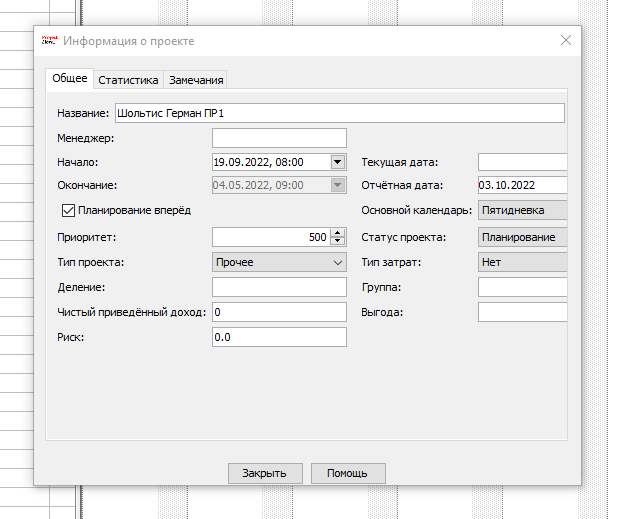 Информация о проекте
Общее Статистика Замечания
Название: Шольтис Герман ПР1
Менеджер:
Начало: 19.09.2022, 08:00 Текущая дата:
Окончание: 04.05.2022, 09:00 Отчётная дата: 03.10.2022
Планирование вперёд Основной календарь: Пятидневка
Приоритет: 500 Статус проекта: Планирование
Тип проекта: Прочее Тип затрат: Нет
Деление: Группа:
Чистый приведённый доход: 0 Выгода:
Риск: 0.0
Закрыть Помощь